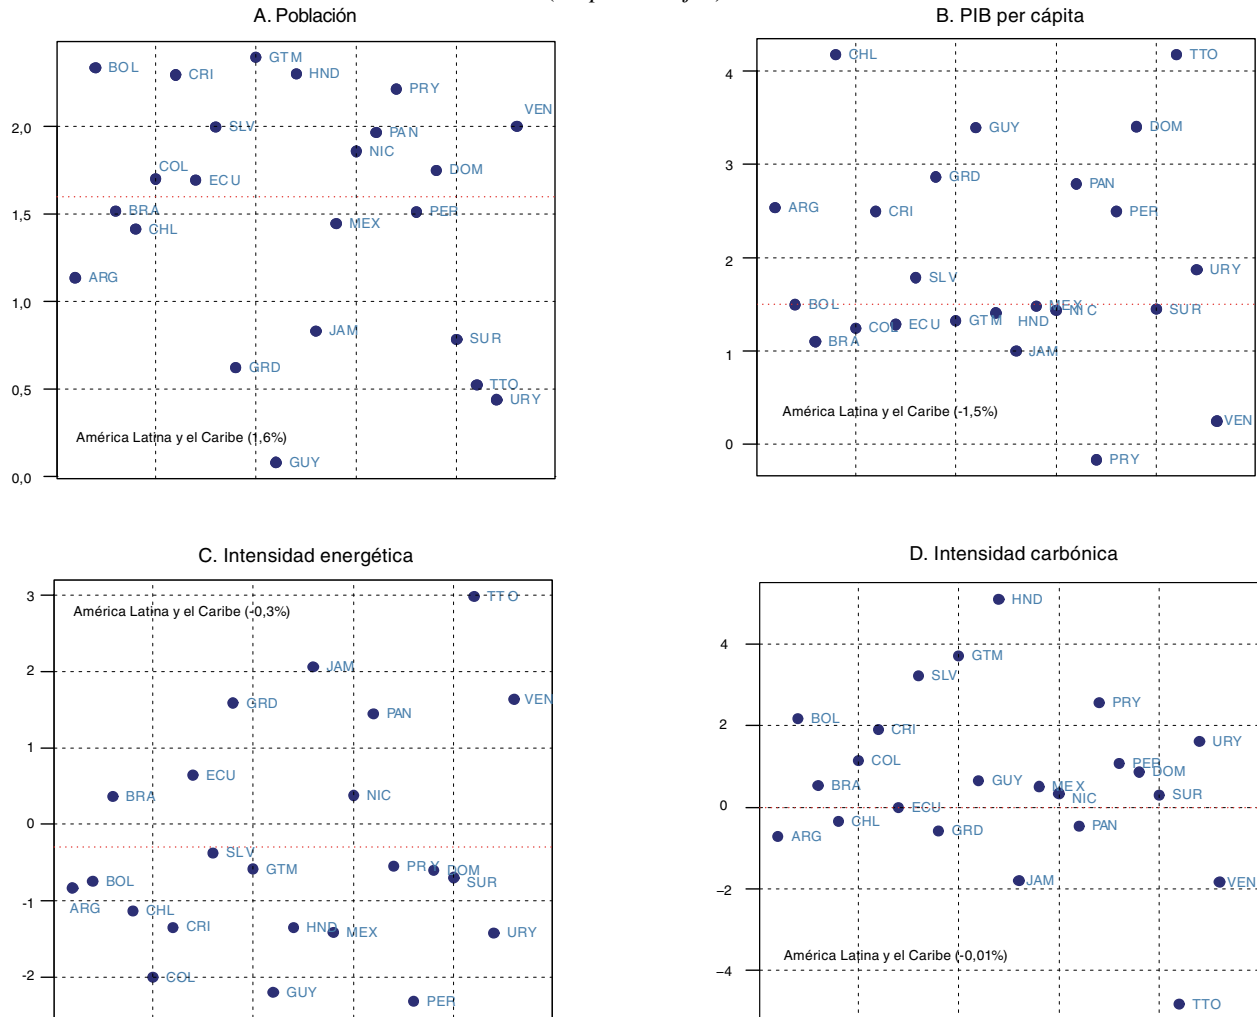 A. Población
GTM
BOL
CRI
HND
PRY
VEN
2,0
SLV
PAN
NIC
COL
ECU
DOM
BRA
PER
1,5
CHL
MEX
ARG
1,0
JAM
SUR
GRD
TTO
0,5
URY
América Latina y el Caribe (1,6%)
GUY
0,0
B. PIB per cápita
CHL
TTO
4
GUY
DOM
3
GRD
PAN
ARG
CRI
PER
2
SLV
URY
BOL
MEX
NIC
SUR
COL
ECU
GTM
HND
BRA
JAM
1
América Latina y el Caribe (-1,5%)
VEN
0
PRY
C. Intensidad energética
3
TTO
América Latina y el Caribe (-0,3%)
2
JAM
GRD
PAN
VEN
1
ECU
BRA
NIC
0
SLV
GTM
PRY
DOM
BOL
SUR
ARG
-1
CHL
CRI
HND
MEX
URY
-2
COL
GUY
PER
D. Intensidad carbónica
HND
4
GTM
SLV
PRY
BOL
2
CRI
URY
COL
PER
DOM
BRA
GUY
MEX
NIC
SUR
0
ECU
CHL
ARG
GRD
PAN
JAM
VEN
−2
América Latina y el Caribe (-0,01%)
−4
TTO